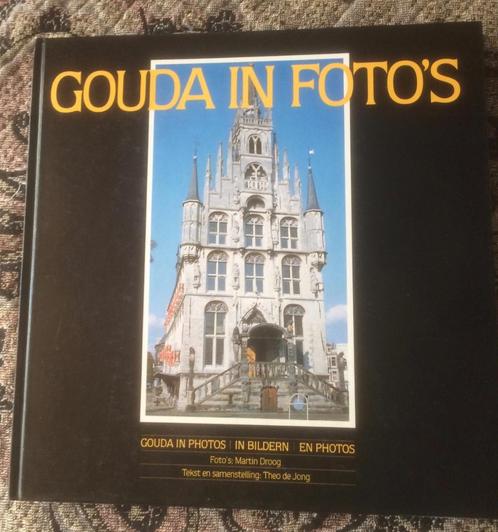 GOUDA IN FOTO'S
GOUDA IN PHOTOS | IN BILDERN | EN PHOTOS
Foto's: Martin Droog
Tekst en samenstelling: Theo de Jong